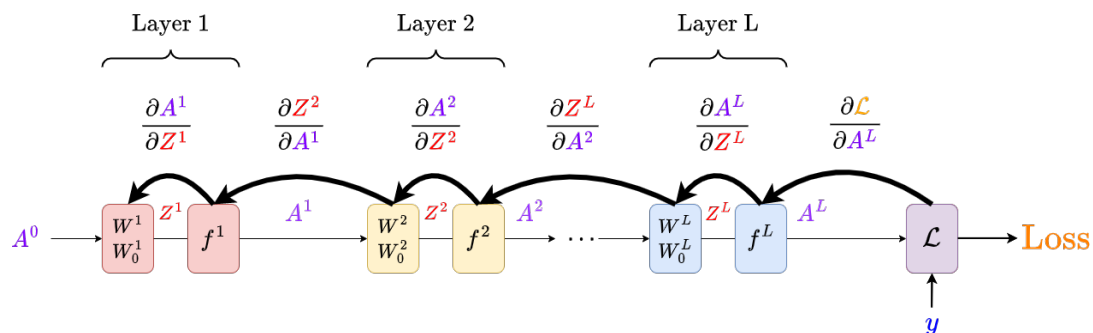 Layer 1 Layer 2 Layer L
∂A¹/∂Z¹ ∂Z²/∂A¹ ∂A²/∂Z² ∂Z^L/∂A² ∂A^L/∂Z^L ∂ℒ/∂A^L
A⁰ W¹ W₀¹ Z¹ f¹ A¹ W² W₀² Z² f² A² ··· W^L W₀^L Z^L f^L A^L ℒ Loss
y